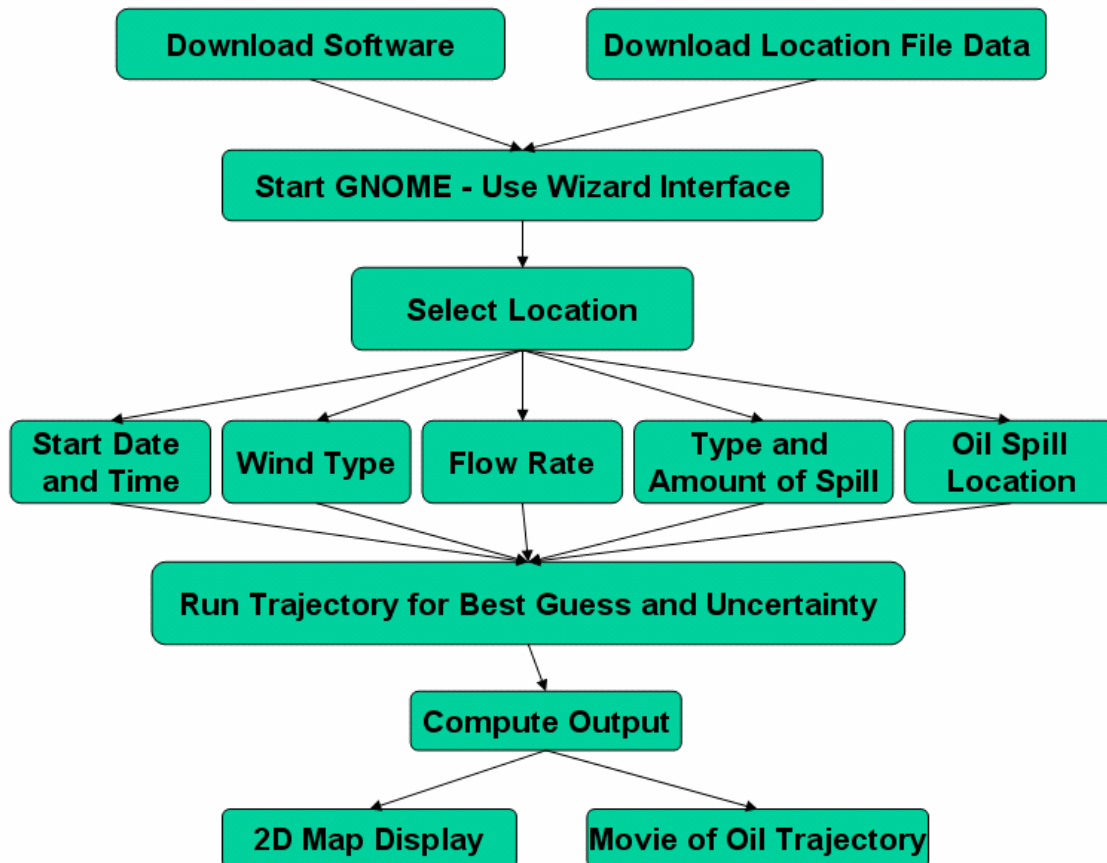 Download Software
Download Location File Data
Start GNOME - Use Wizard Interface
Select Location
Start Date
and Time
Wind Type
Flow Rate
Type and
Amount of Spill
Oil Spill
Location
Run Trajectory for Best Guess and Uncertainty
Compute Output
2D Map Display
Movie of Oil Trajectory